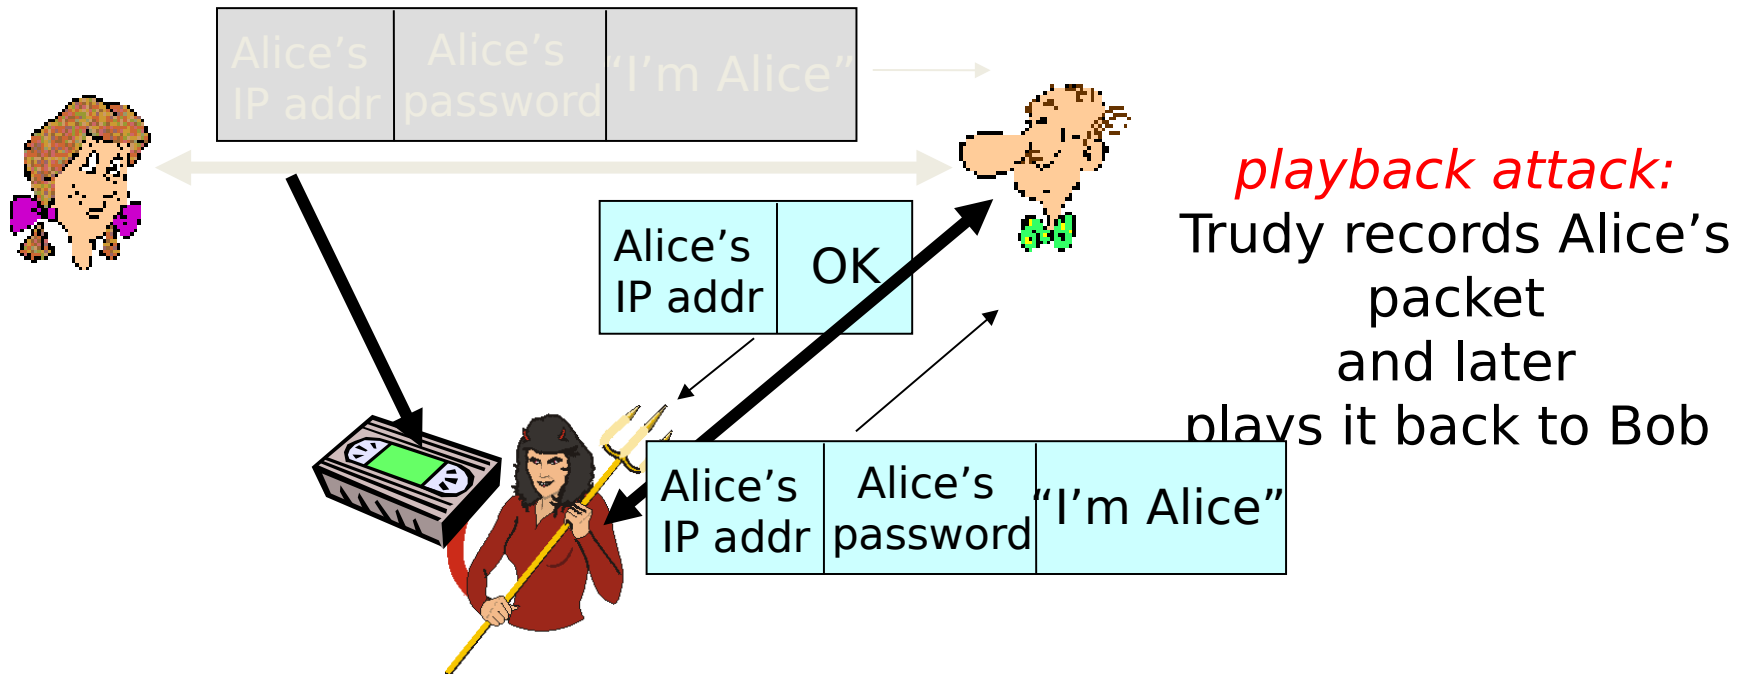 Alice’s
IP addr
Alice’s
password
“I’m Alice”
playback attack:
Trudy records Alice’s
packet
and later
plays it back to Bob
Alice’s
IP addr
OK
Alice’s
IP addr
Alice’s
password
“I’m Alice”